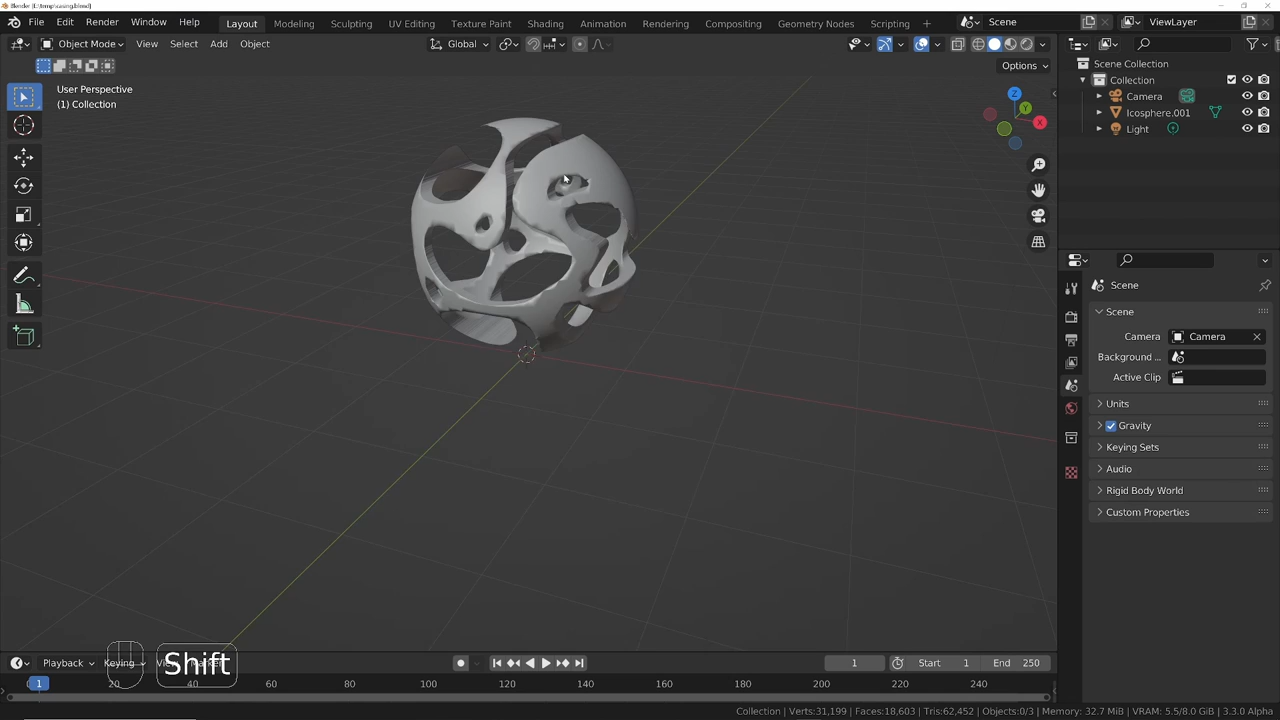 Blender [E:\temp\casing.blend]
File Edit Render Window Help Layout Modeling Sculpting UV Editing Texture Paint Shading Animation Rendering Compositing Geometry Nodes Scripting + Scene ViewLayer
Object Mode View Select Add Object Global
Options
User Perspective
(1) Collection
Z
Y
X
Scene Collection
Collection
Camera
Icosphere.001
Light
Scene
Scene
Camera Camera
Background ...
Active Clip
Units
Gravity
Keying Sets
Audio
Rigid Body World
Custom Properties
Shift
Playback Keying 1 Start 1 End 250
1 20 40 60 80 100 120 140 160 180 200 220 240
Collection | Verts:31,199 | Faces:18,603 | Tris:62,452 | Objects:0/3 | Memory: 32.7 MiB | VRAM: 5.5/8.0 GiB | 3.3.0 Alpha